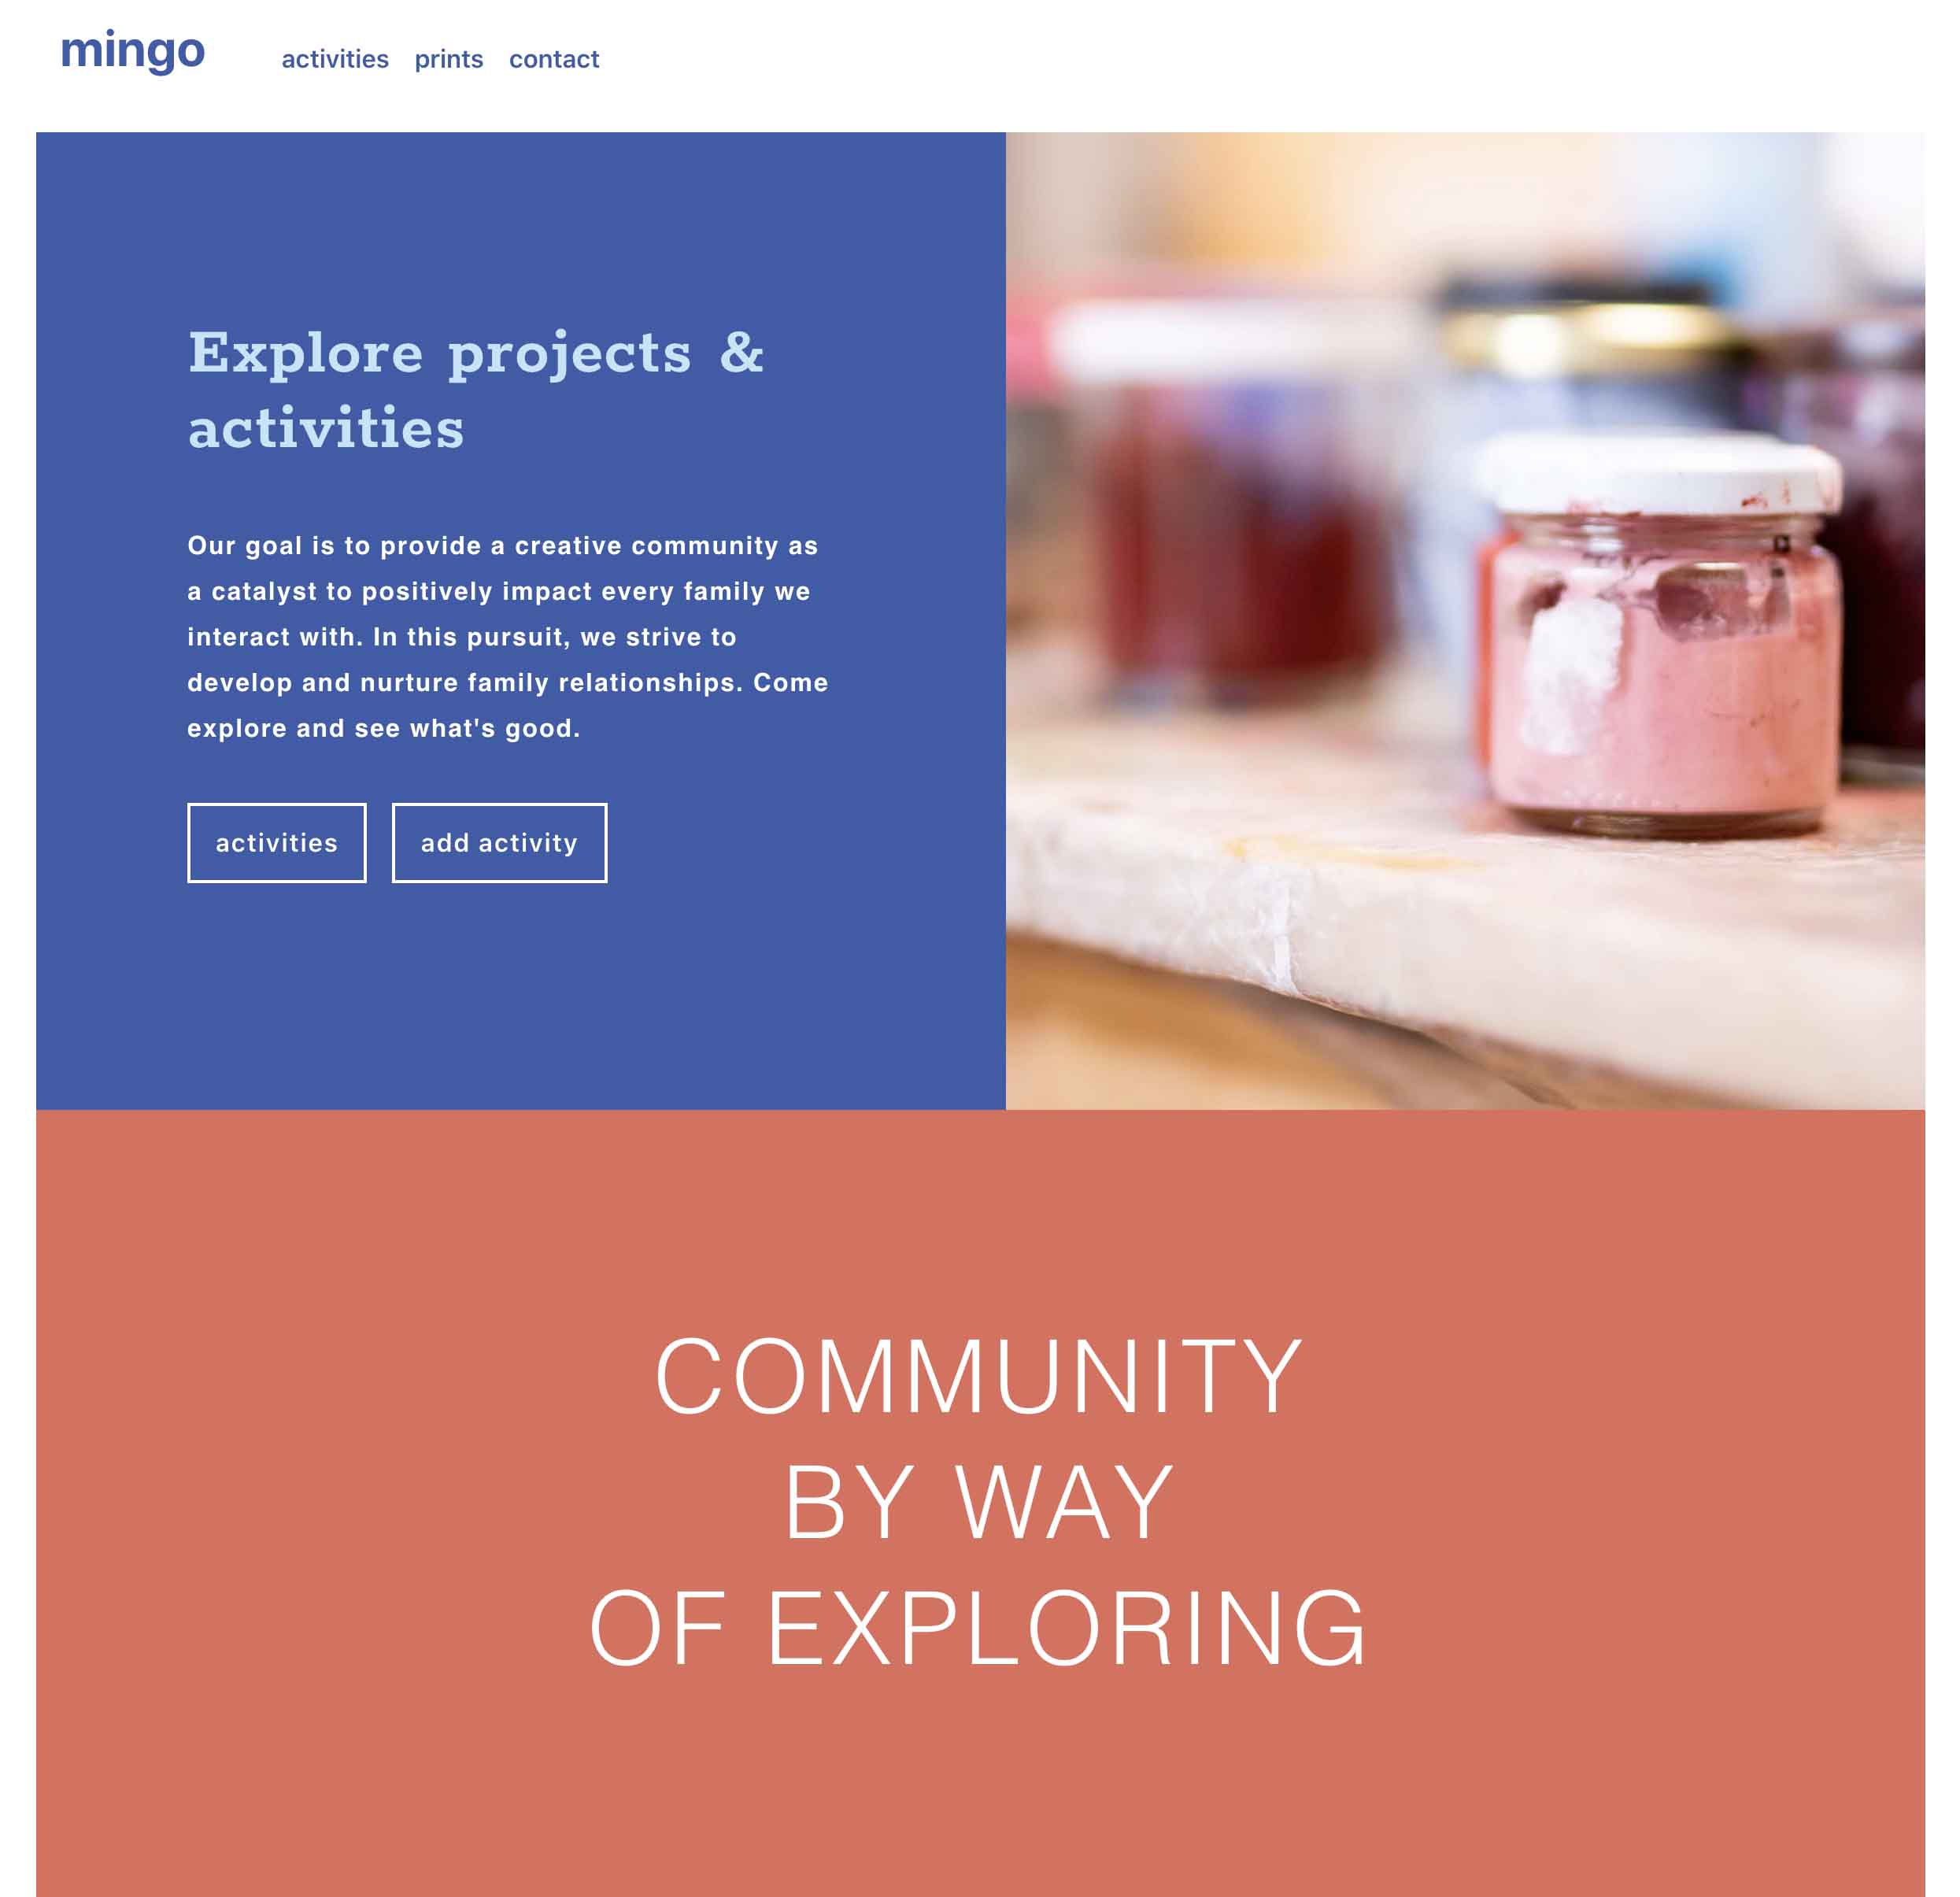 mingo
activities prints contact
Explore projects &
activities
Our goal is to provide a creative community as
a catalyst to positively impact every family we
interact with. In this pursuit, we strive to
develop and nurture family relationships. Come
explore and see what's good.
activities add activity
COMMUNITY
BY WAY
OF EXPLORING